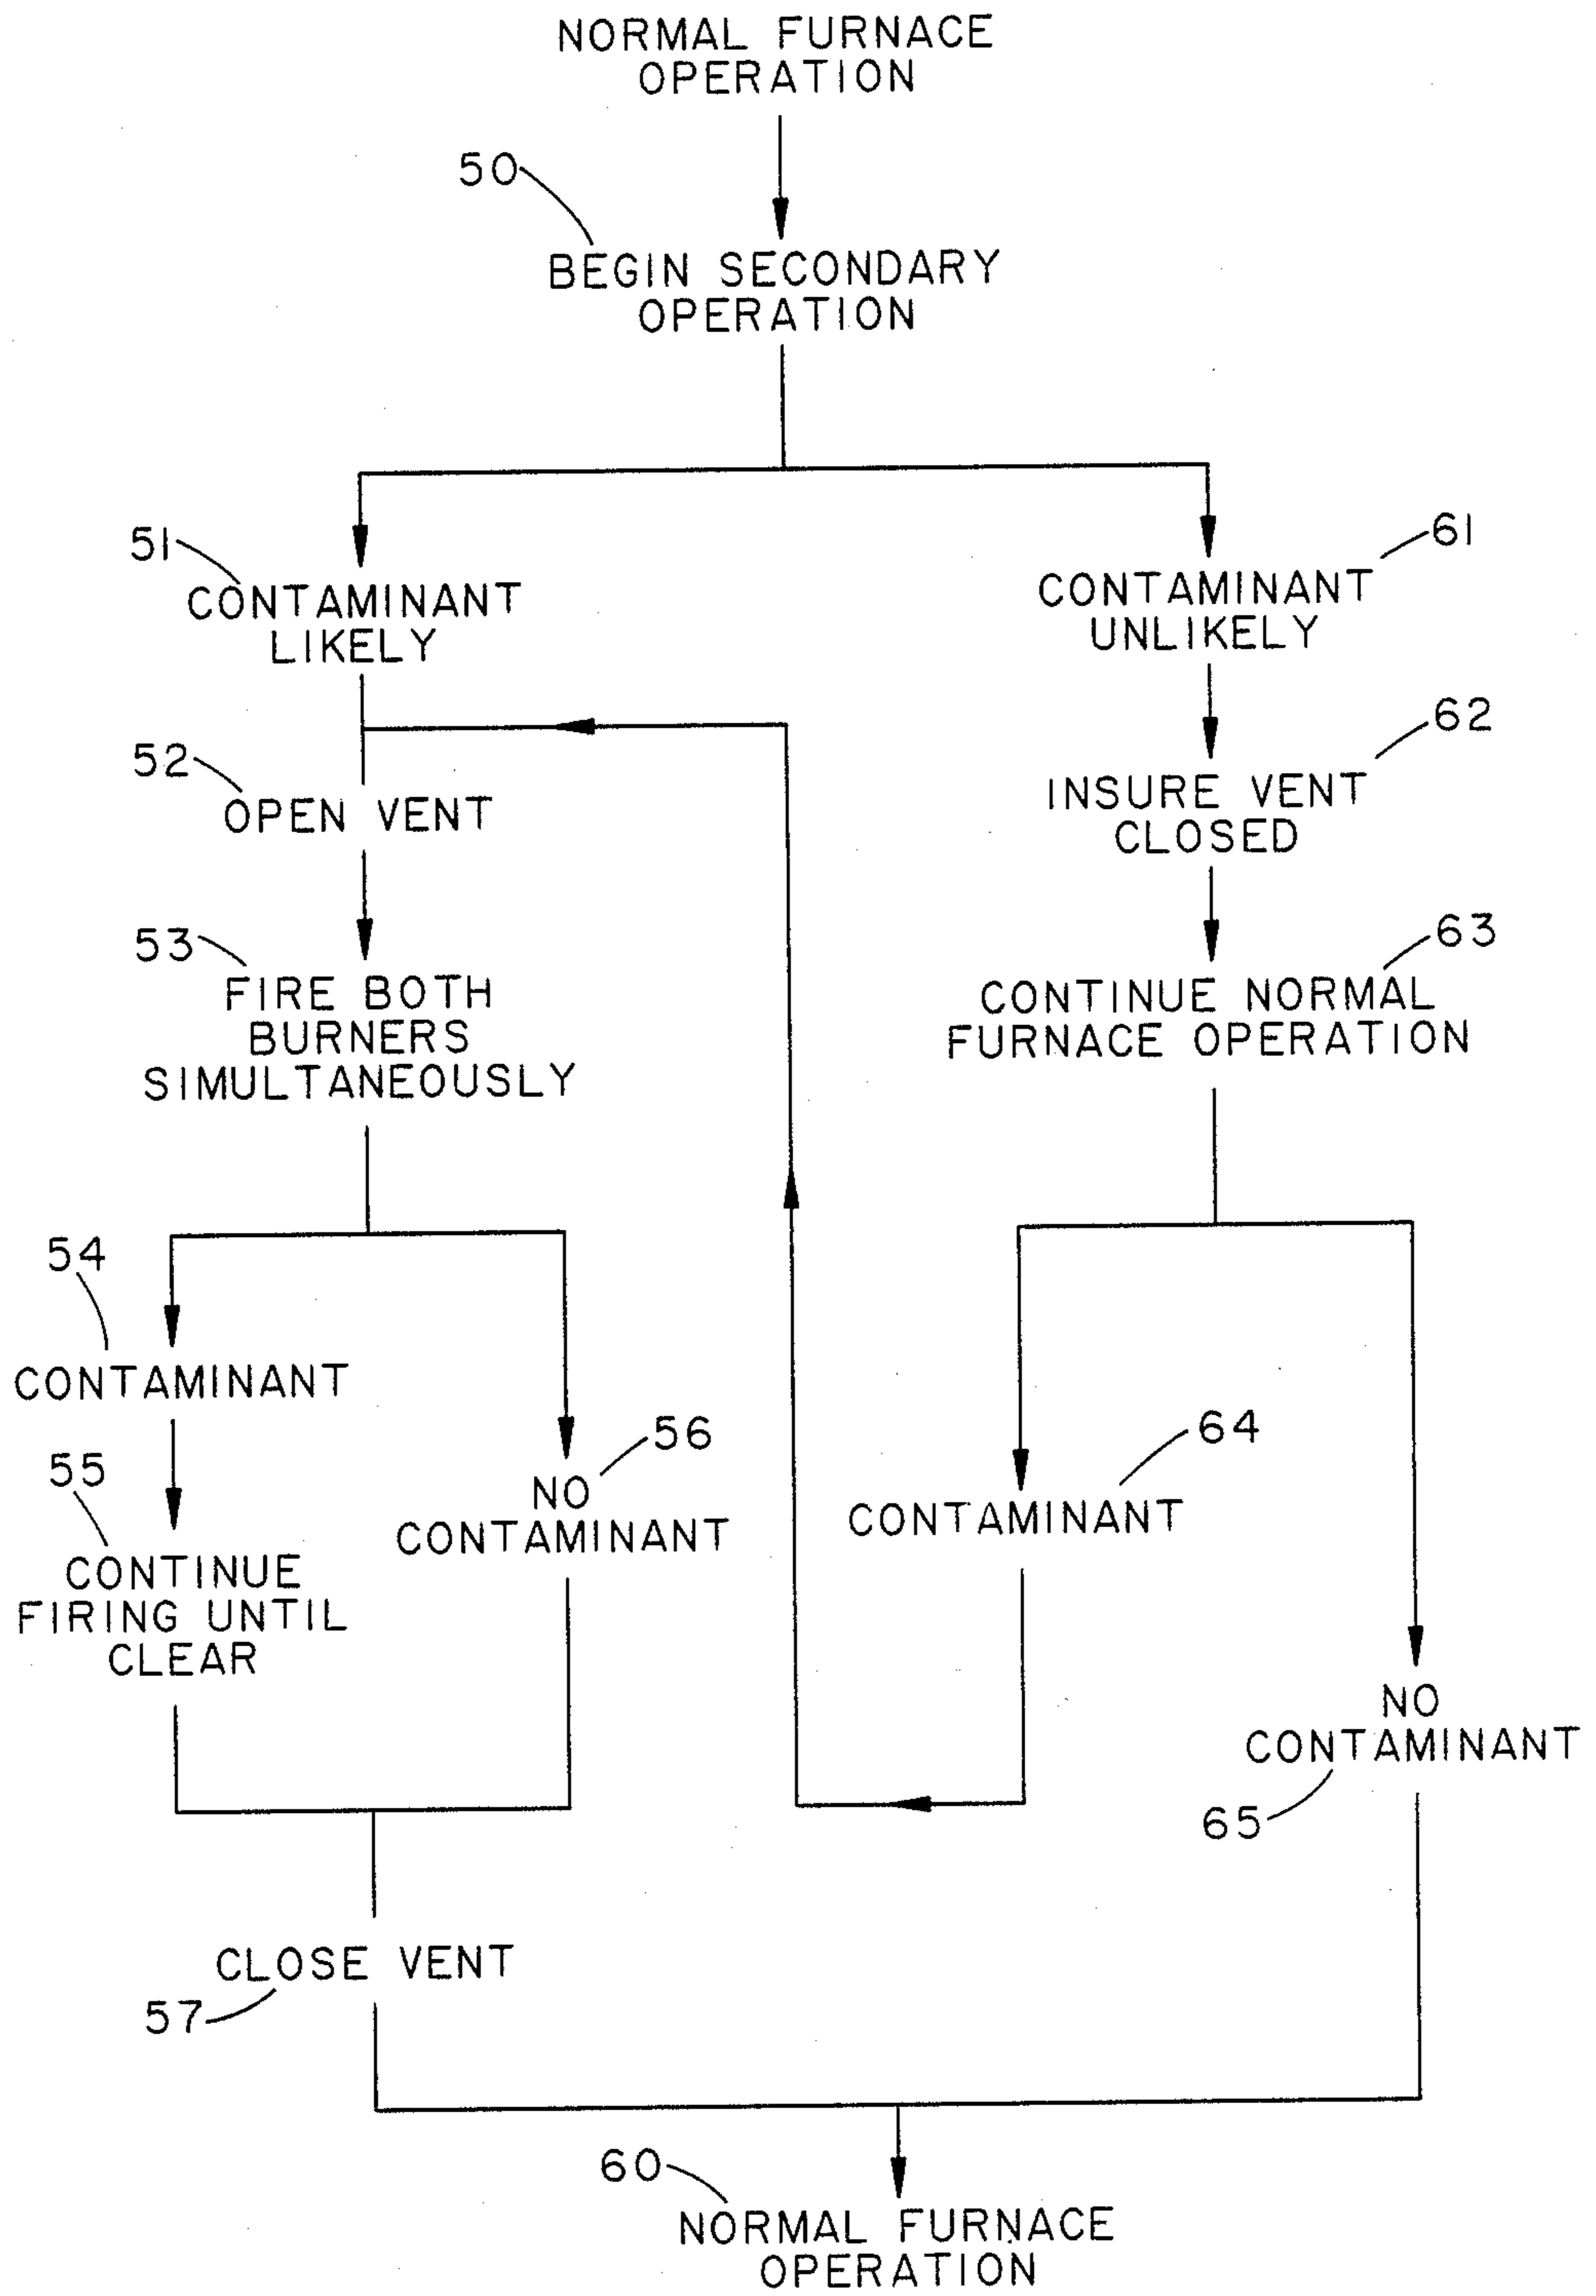 NORMAL FURNACE
OPERATION
50
BEGIN SECONDARY
OPERATION
51
CONTAMINANT
LIKELY
61
CONTAMINANT
UNLIKELY
52
OPEN VENT
62
INSURE VENT
CLOSED
53
FIRE BOTH
BURNERS
SIMULTANEOUSLY
63
CONTINUE NORMAL
FURNACE OPERATION
54
CONTAMINANT
55
CONTINUE
FIRING UNTIL
CLEAR
56
NO
CONTAMINANT
64
CONTAMINANT
NO
CONTAMINANT
65
CLOSE VENT
57
60
NORMAL FURNACE
OPERATION